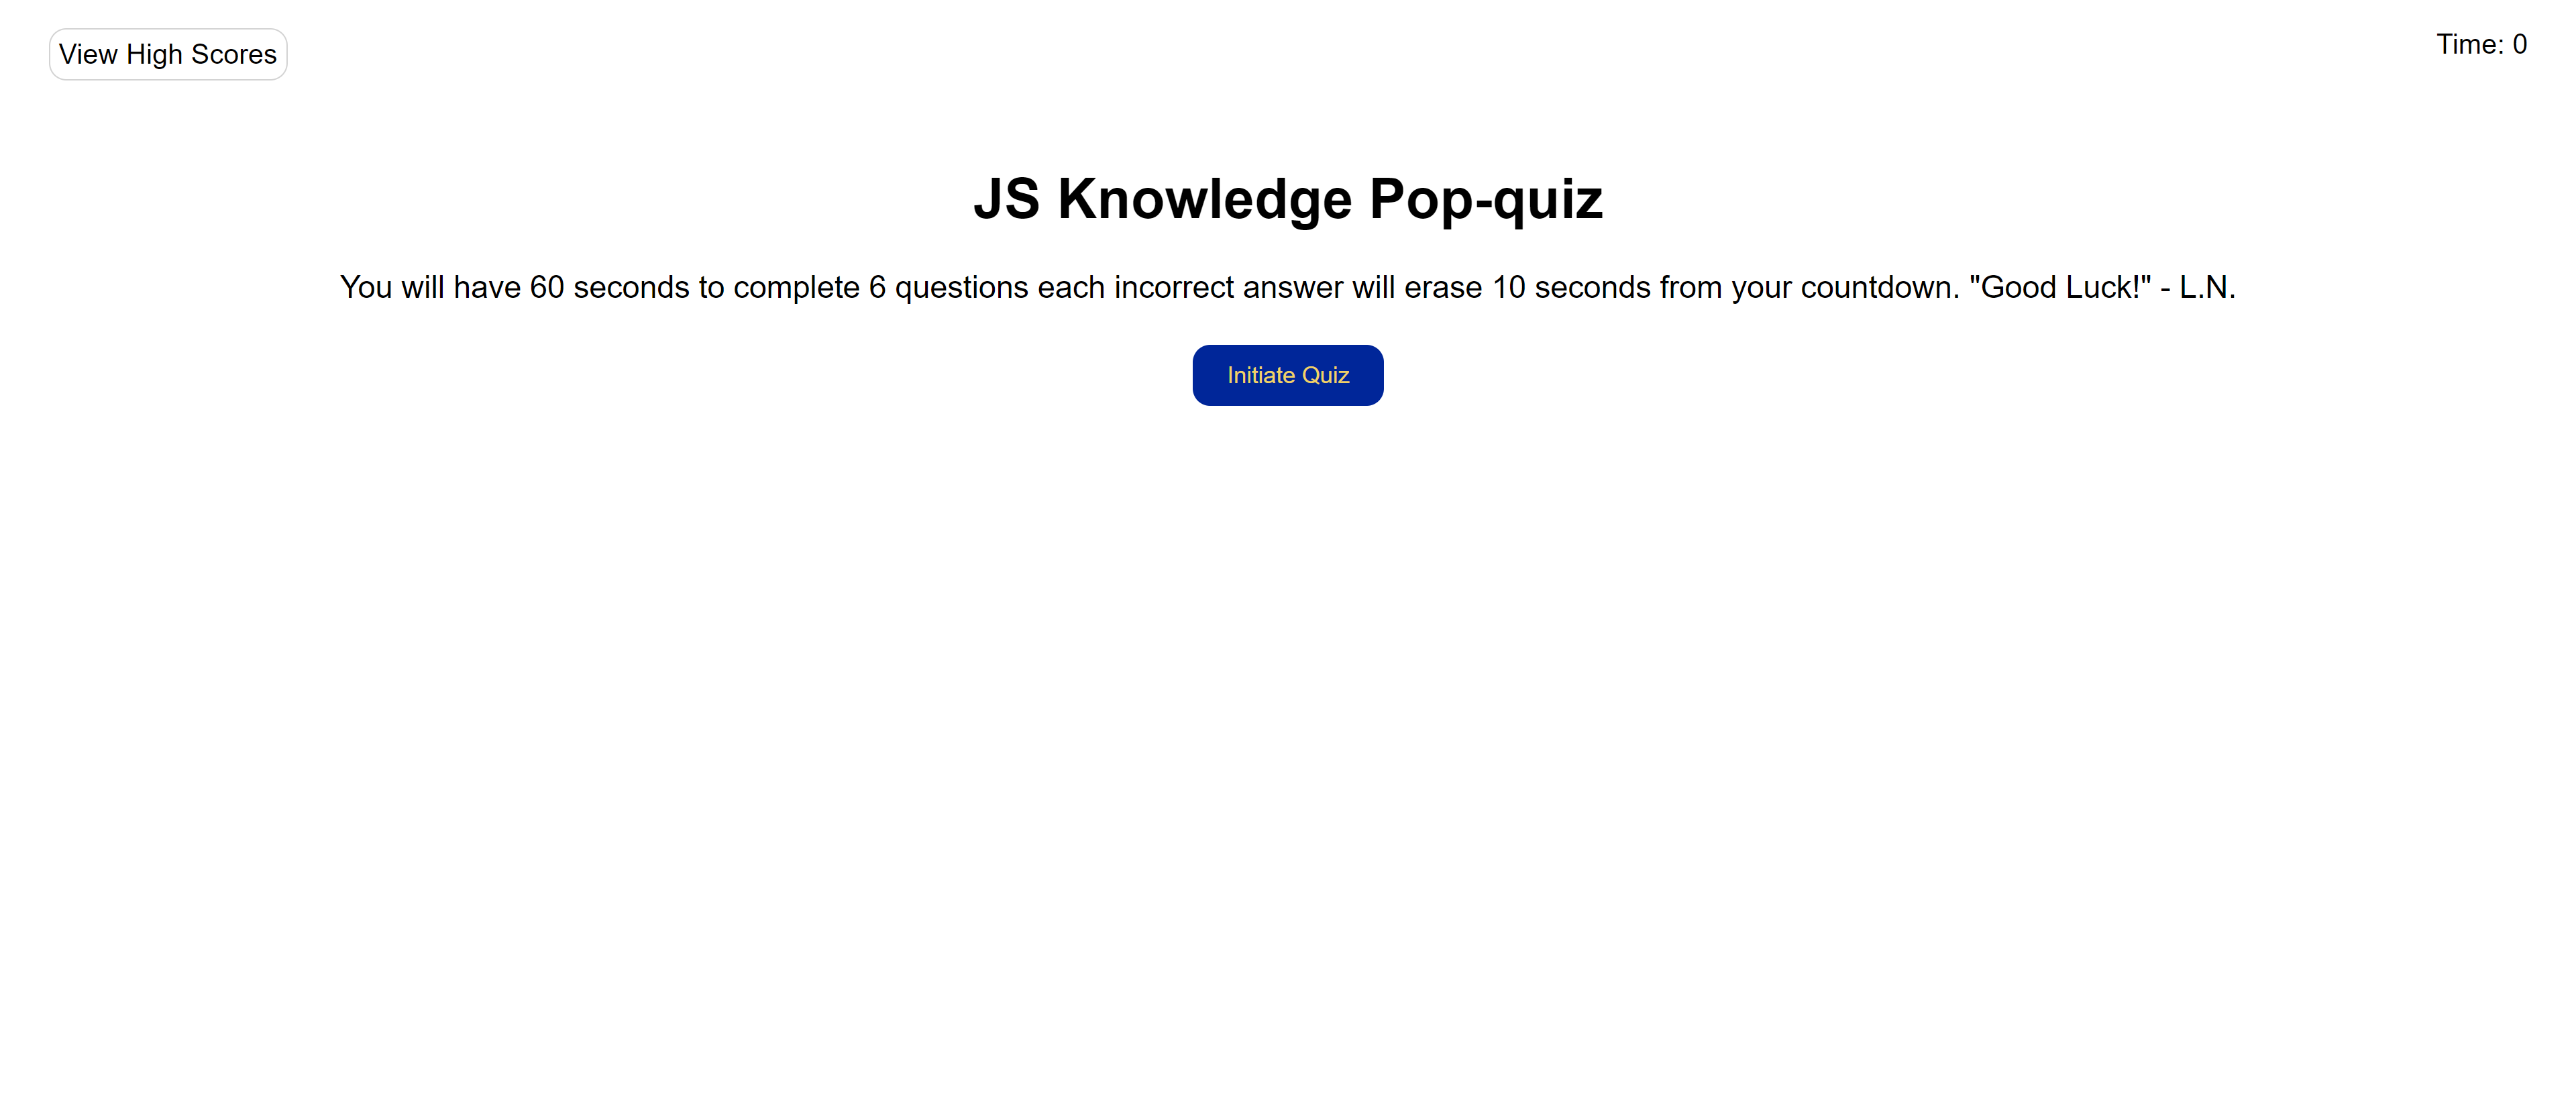 View High Scores
Time: 0
JS Knowledge Pop-quiz
You will have 60 seconds to complete 6 questions each incorrect answer will erase 10 seconds from your countdown. "Good Luck!" - L.N.
Initiate Quiz